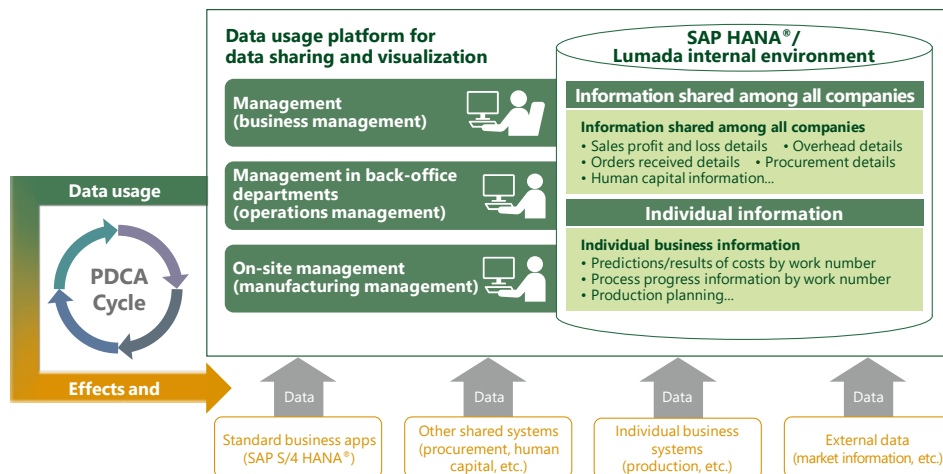 Data usage platform for
data sharing and visualization
SAP HANA®/
Lumada internal environment
Management
(business management)
Management in back-office
departments
(operations management)
On-site management
(manufacturing management)
Information shared among all companies
Information shared among all companies
• Sales profit and loss details • Overhead details
• Orders received details • Procurement details
• Human capital information...
Individual information
Individual business information
• Predictions/results of costs by work number
• Process progress information by work number
• Production planning...
Data usage
PDCA
Cycle
Effects and
Data
Data
Data
Data
Standard business apps
(SAP S/4 HANA®)
Other shared systems
(procurement, human
capital, etc.)
Individual business
systems
(production, etc.)
External data
(market information, etc.)